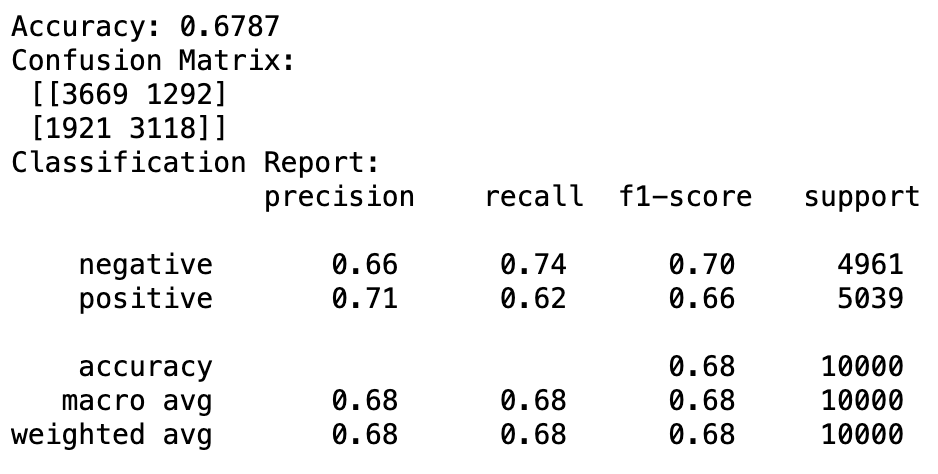 Accuracy: 0.6787
Confusion Matrix:
 [[3669 1292]
 [1921 3118]]
Classification Report:
               precision    recall  f1-score   support

    negative       0.66      0.74      0.70      4961
    positive       0.71      0.62      0.66      5039

    accuracy                           0.68     10000
   macro avg       0.68      0.68      0.68     10000
weighted avg       0.68      0.68      0.68     10000